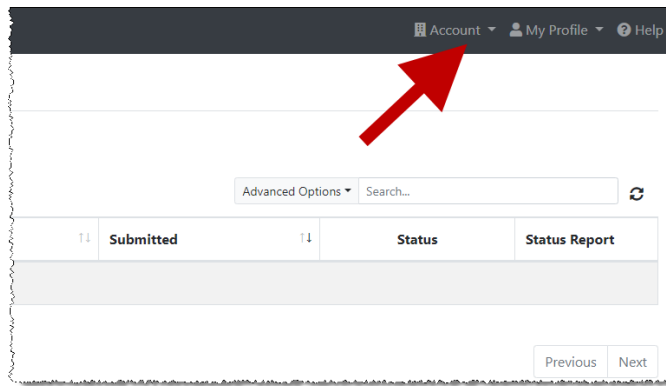 Account My Profile Help
Advanced Options Search...
Submitted Status Status Report
Previous Next